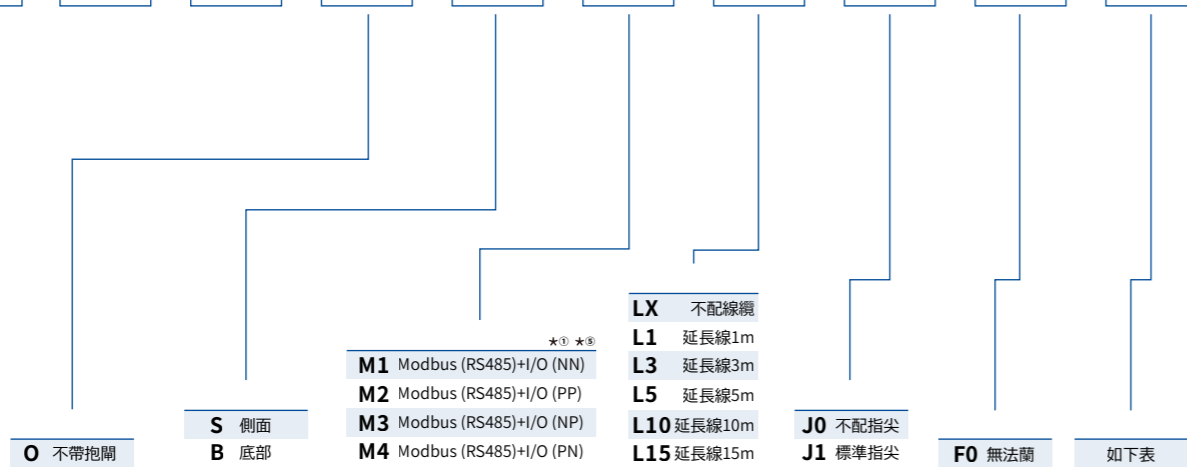 O 不帶抱閘
S 側面
B 底部
★① ★⑤
M1 Modbus (RS485)+I/O (NN)
M2 Modbus (RS485)+I/O (PP)
M3 Modbus (RS485)+I/O (NP)
M4 Modbus (RS485)+I/O (PN)
LX 不配線纜
L1 延長線1m
L3 延長線3m
L5 延長線5m
L10 延長線10m
L15 延長線15m
J0 不配指尖
J1 標準指尖
F0 無法蘭
如下表